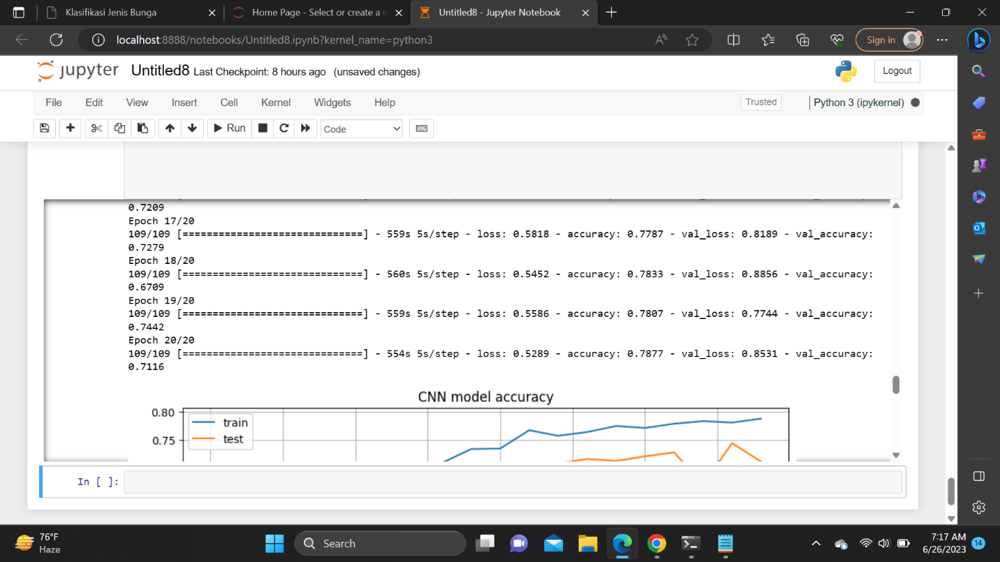 Klasifikasi Jenis Bunga
Home Page - Select or create a n
Untitled8 - Jupyter Notebook
localhost:8888/notebooks/Untitled8.ipynb?kernel_name=python3
Sign in
jupyter Untitled8 Last Checkpoint: 8 hours ago (unsaved changes)
Logout
File Edit View Insert Cell Kernel Widgets Help
Trusted
Python 3 (ipykernel)
Run
Code
0.7209
Epoch 17/20
109/109 [==============================] - 559s 5s/step - loss: 0.5818 - accuracy: 0.7787 - val_loss: 0.8189 - val_accuracy:
0.7279
Epoch 18/20
109/109 [==============================] - 560s 5s/step - loss: 0.5452 - accuracy: 0.7833 - val_loss: 0.8856 - val_accuracy:
0.6709
Epoch 19/20
109/109 [==============================] - 559s 5s/step - loss: 0.5586 - accuracy: 0.7807 - val_loss: 0.7744 - val_accuracy:
0.7442
Epoch 20/20
109/109 [==============================] - 554s 5s/step - loss: 0.5289 - accuracy: 0.7877 - val_loss: 0.8531 - val_accuracy:
0.7116
CNN model accuracy
0.80
train
0.75
test
In [ ]:
76°F
Haze
Search
7:17 AM
6/26/2023
14